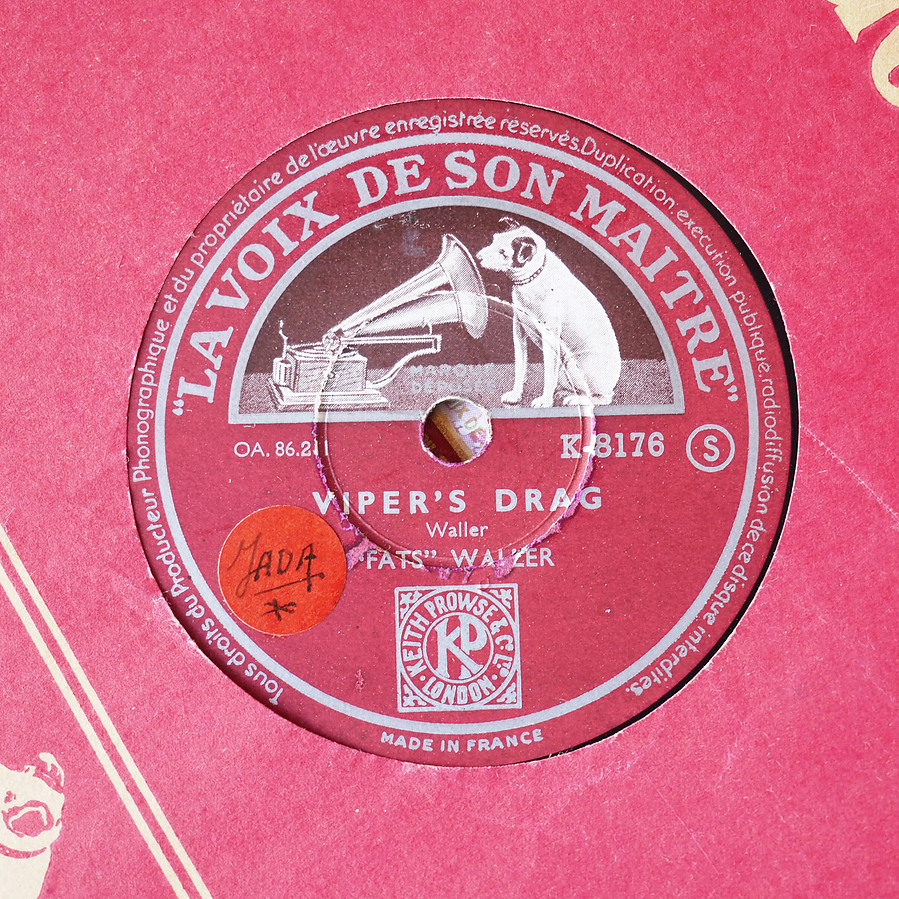 Tous droits du Producteur Phonographique et du propriétaire de l'œuvre enregistrée réservés.Duplication.exécution publique.radiodiffusion de ce disque interdites.
"LA VOIX DE SON MAITRE"
MARQUE
DÉPOSÉE
OA. 86.2
K-8176 S
VIPER'S DRAG
Waller
"FATS" WALLER
JADA
KEITH PROWSE & Cº Lᵀᴰ
KP
LONDON
MADE IN FRANCE